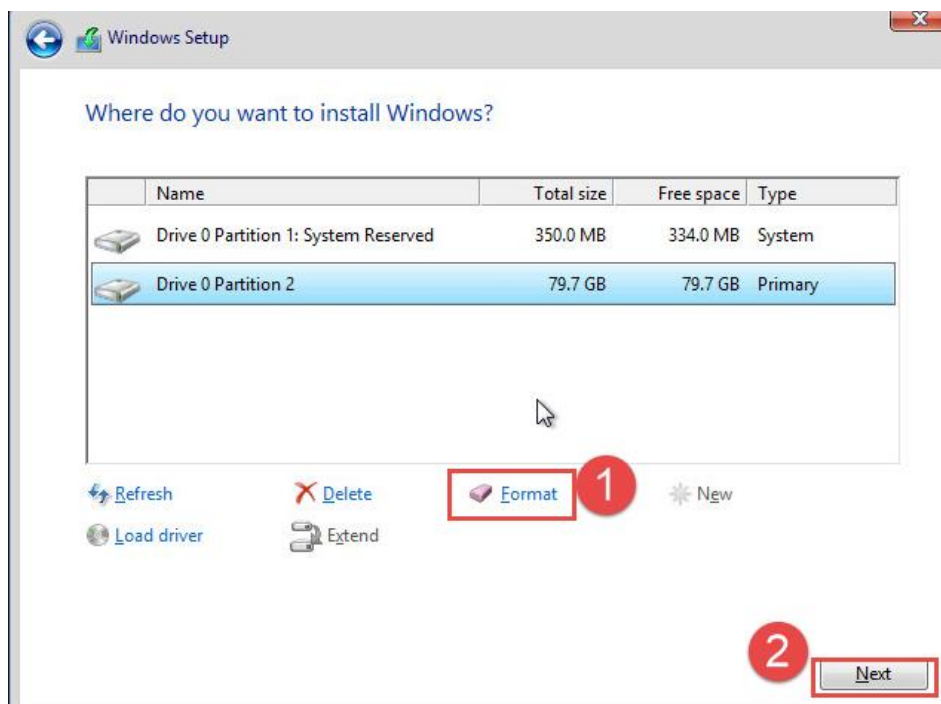 Windows Setup
Where do you want to install Windows?
Name Total size Free space Type
Drive 0 Partition 1: System Reserved 350.0 MB 334.0 MB System
Drive 0 Partition 2 79.7 GB 79.7 GB Primary
Refresh Delete Format 1 New
Load driver Extend
2 Next